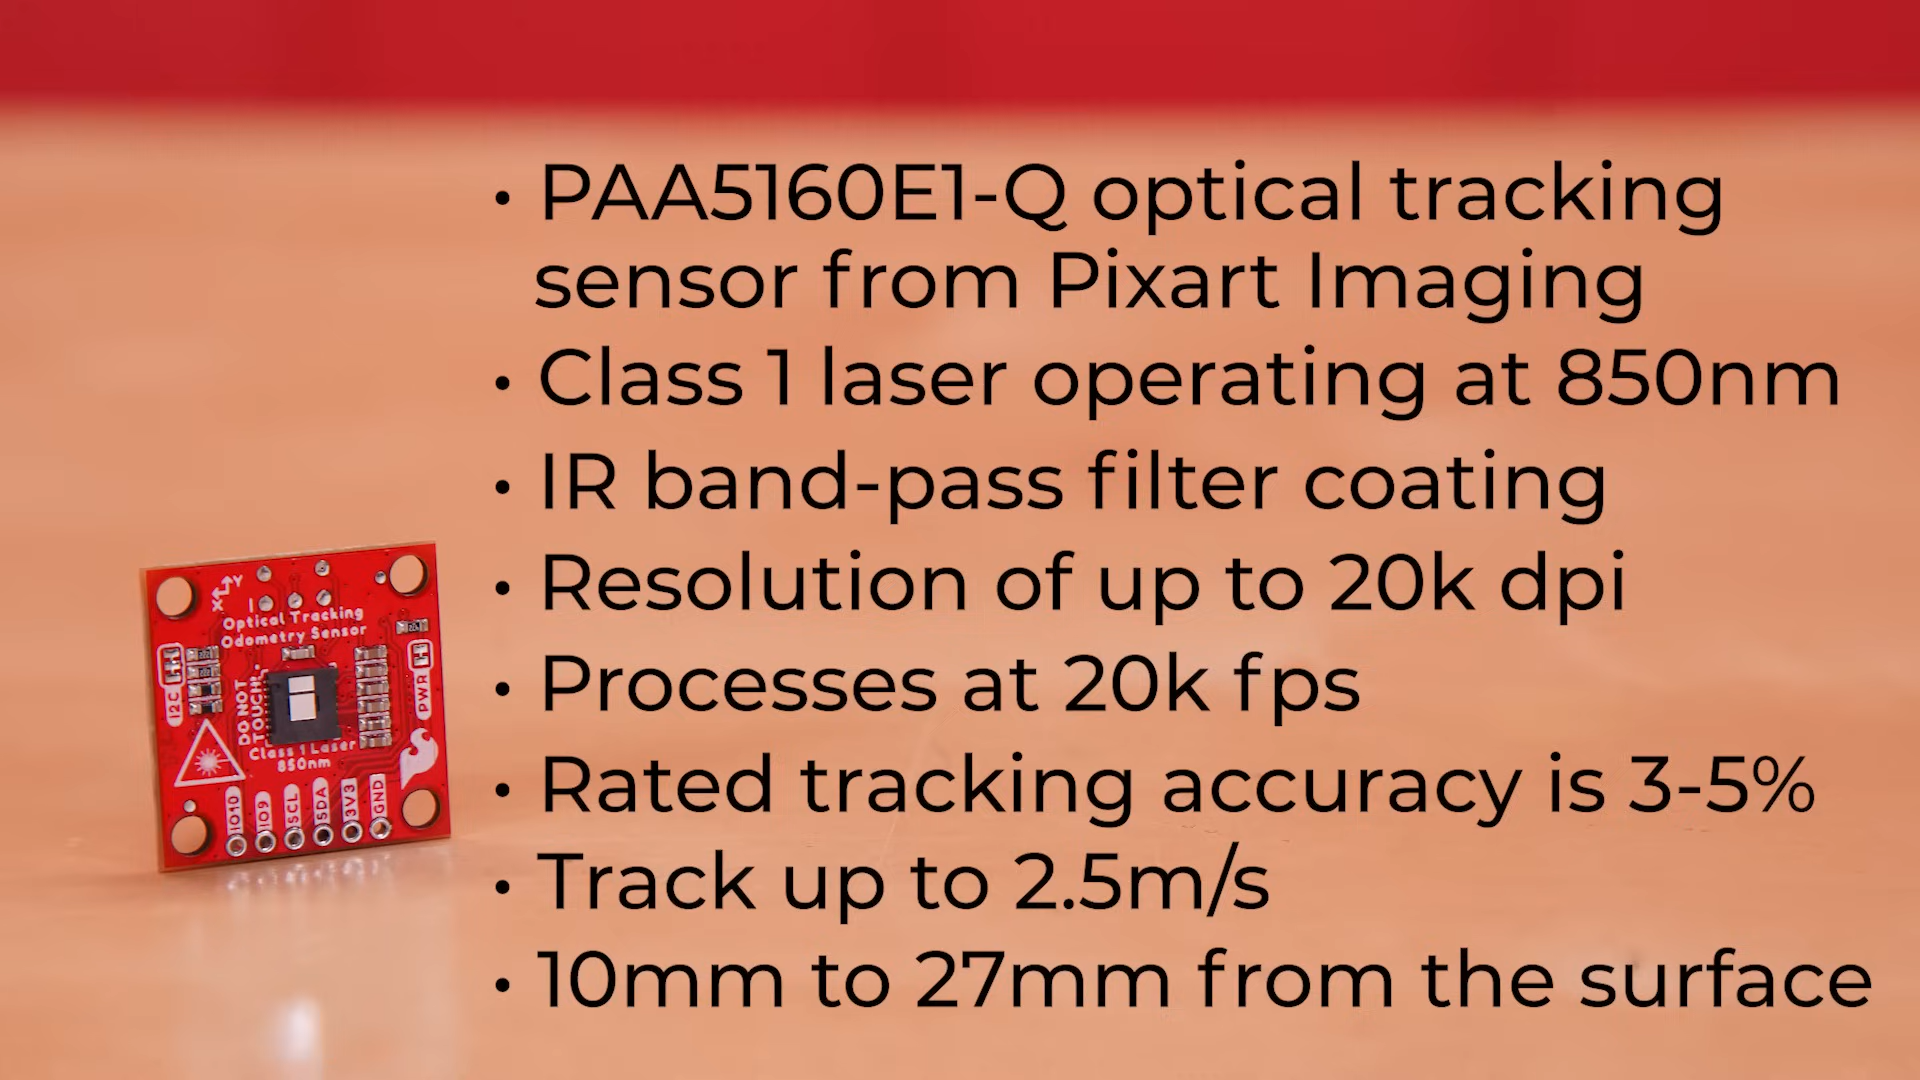 • PAA5160E1-Q optical tracking
sensor from Pixart Imaging
• Class 1 laser operating at 850nm
• IR band-pass filter coating
• Resolution of up to 20k dpi
• Processes at 20k fps
• Rated tracking accuracy is 3-5%
• Track up to 2.5m/s
• 10mm to 27mm from the surface
Y
X
Optical Tracking
Odometry Sensor
I2C
DO NOT
TOUCH!
PWR
Class 1 Laser
850nm
IO10
IO9
SCL
SDA
3V3
GND